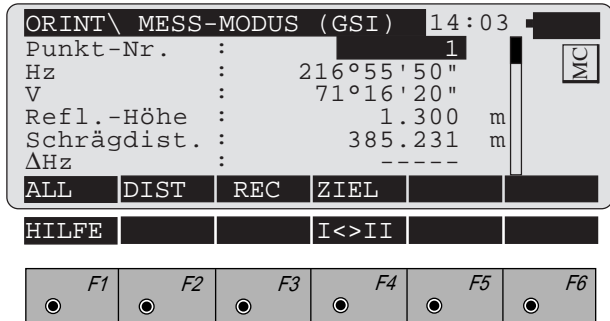 ORINT\ MESS-MODUS (GSI) 14:03
Punkt-Nr. : 1
MC
Hz : 216°55'50"
V : 71°16'20"
Refl.-Höhe : 1.300 m
Schrägdist. : 385.231 m
ΔHz : -----
ALL DIST REC ZIEL
HILFE I<>II
F1 F2 F3 F4 F5 F6